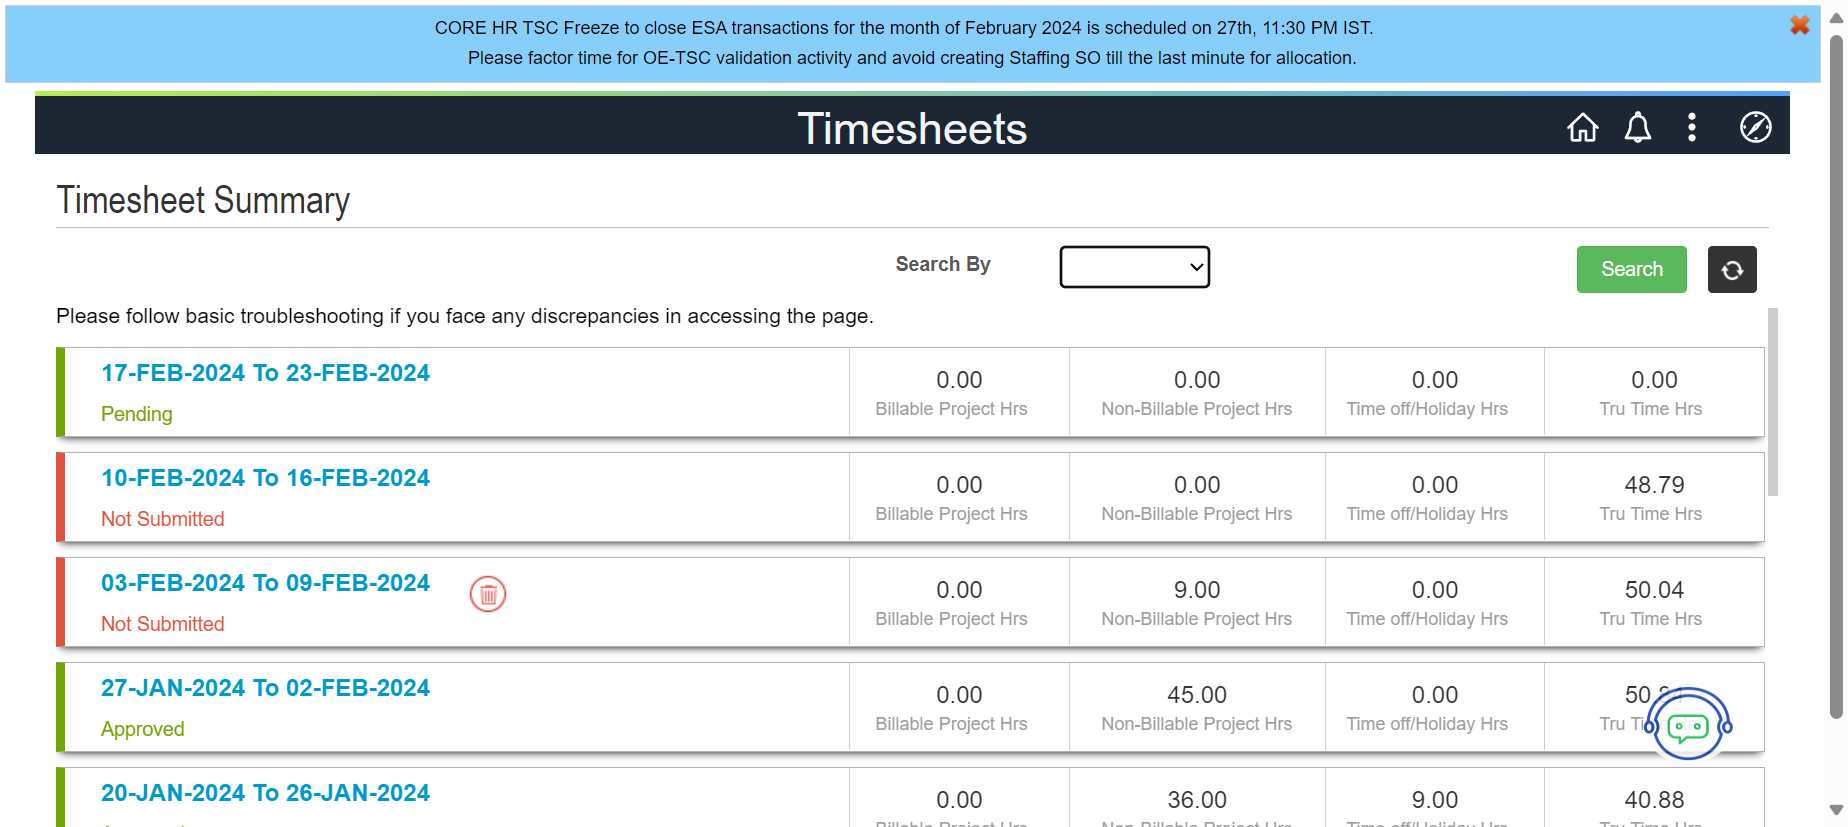 CORE HR TSC Freeze to close ESA transactions for the month of February 2024 is scheduled on 27th, 11:30 PM IST.
Please factor time for OE-TSC validation activity and avoid creating Staffing SO till the last minute for allocation.
Timesheets
Timesheet Summary
Search By
Search
Please follow basic troubleshooting if you face any discrepancies in accessing the page.
17-FEB-2024 To 23-FEB-2024
Pending
0.00 0.00 0.00 0.00
Billable Project Hrs Non-Billable Project Hrs Time off/Holiday Hrs Tru Time Hrs
10-FEB-2024 To 16-FEB-2024
Not Submitted
0.00 0.00 0.00 48.79
Billable Project Hrs Non-Billable Project Hrs Time off/Holiday Hrs Tru Time Hrs
03-FEB-2024 To 09-FEB-2024
Not Submitted
0.00 9.00 0.00 50.04
Billable Project Hrs Non-Billable Project Hrs Time off/Holiday Hrs Tru Time Hrs
27-JAN-2024 To 02-FEB-2024
Approved
0.00 45.00 0.00
Billable Project Hrs Non-Billable Project Hrs Time off/Holiday Hrs Tru
20-JAN-2024 To 26-JAN-2024
0.00 36.00 9.00 40.88